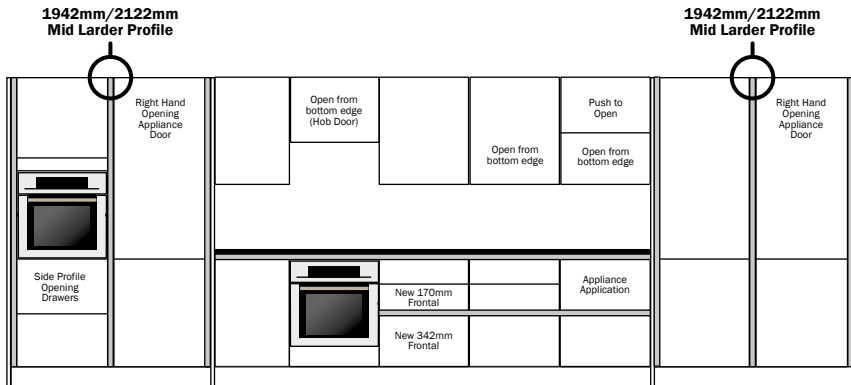 1942mm/2122mm
Mid Larder Profile
1942mm/2122mm
Mid Larder Profile
Right Hand
Opening
Appliance
Door
Open from
bottom edge
(Hob Door)
Open from
bottom edge
Push to
Open
Open from
bottom edge
Right Hand
Opening
Appliance
Door
Side Profile
Opening
Drawers
New 170mm
Frontal
New 342mm
Frontal
Appliance
Application